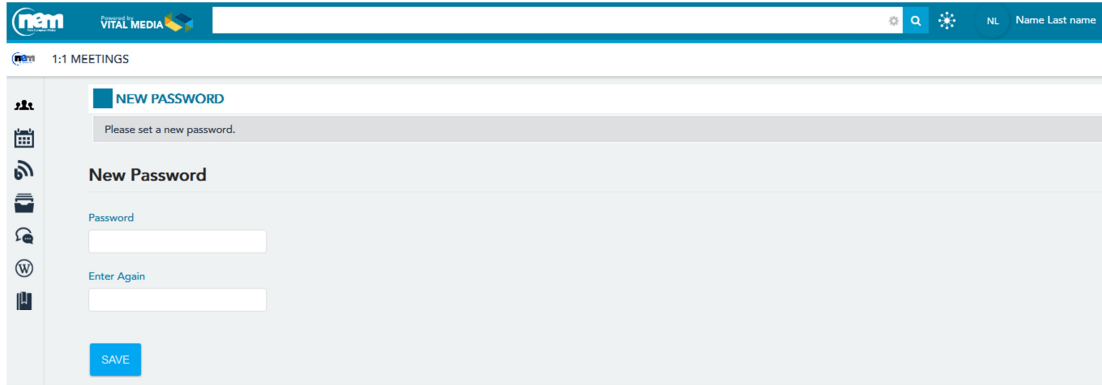 nem
Powered by
VITAL MEDIA
NL
Name Last name
nem
1:1 MEETINGS
NEW PASSWORD
Please set a new password.
New Password
Password
Enter Again
SAVE